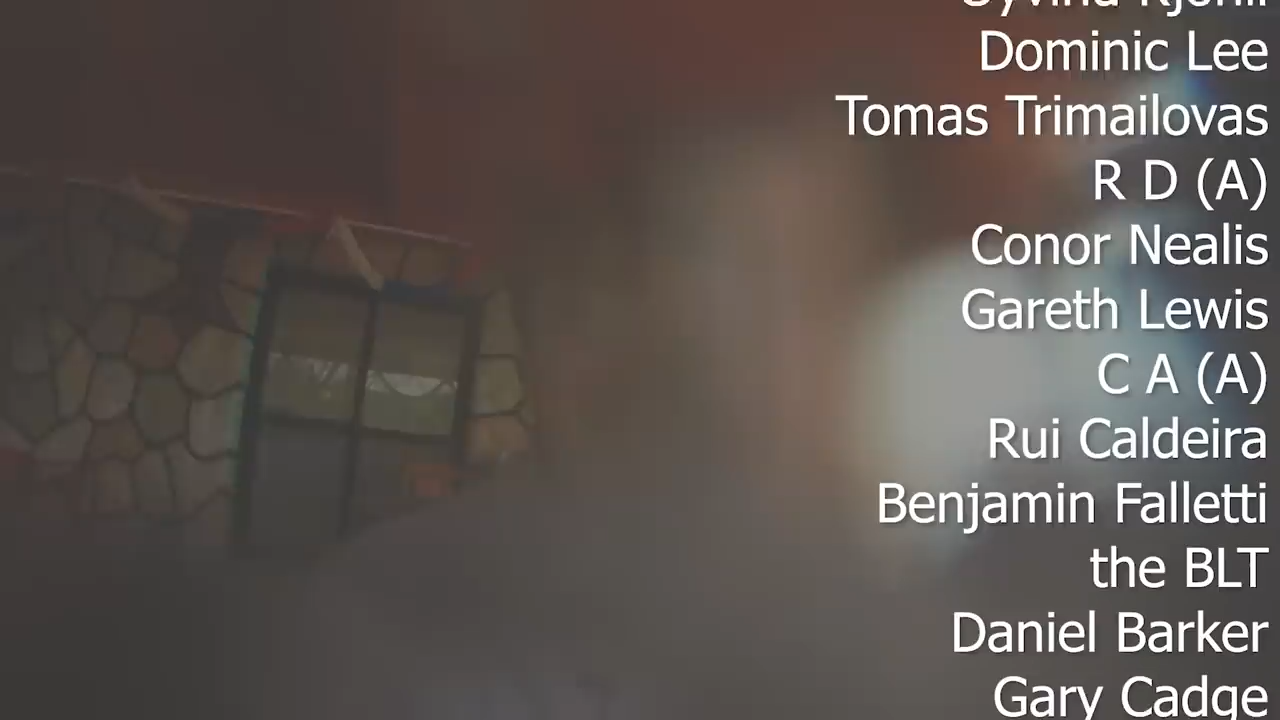 Dominic Lee
Tomas Trimailovas
R D (A)
Conor Nealis
Gareth Lewis
C A (A)
Rui Caldeira
Benjamin Falletti
the BLT
Daniel Barker
Gary Cadge